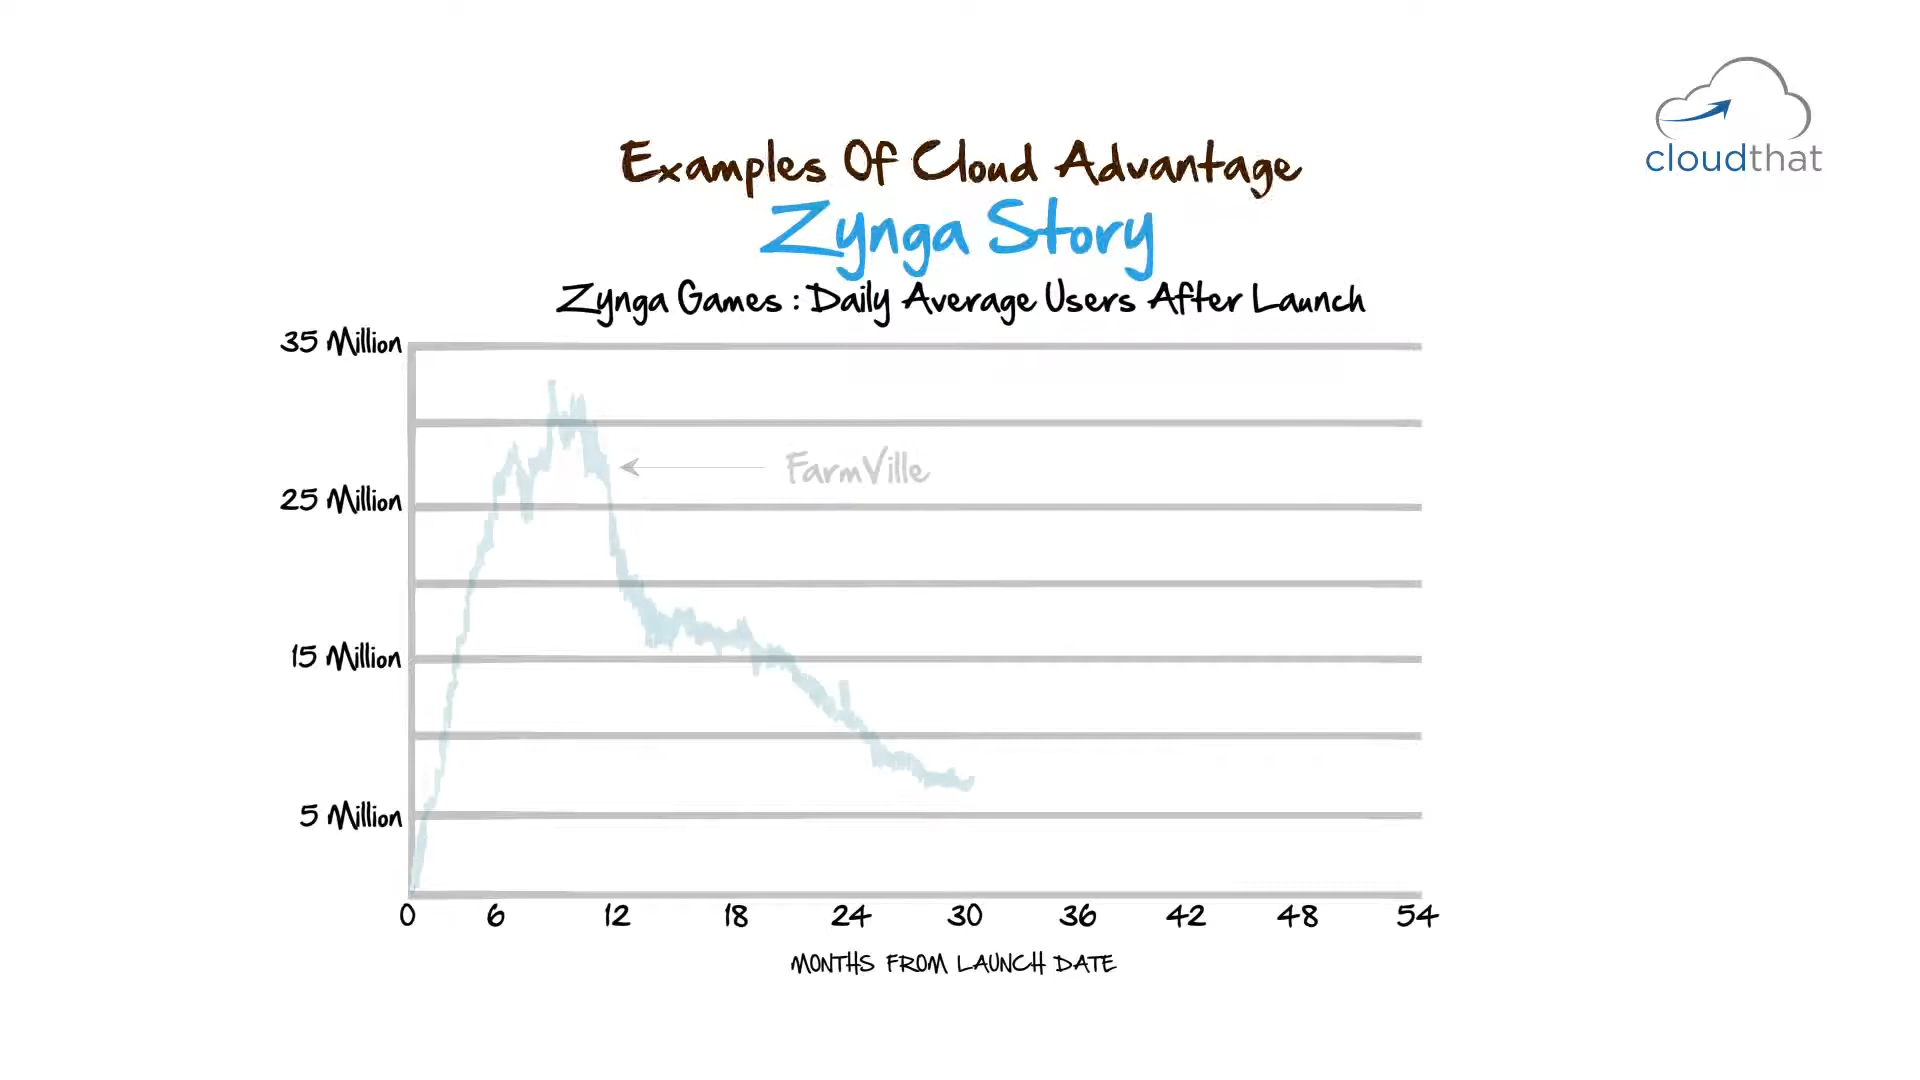 cloudthat
Examples Of Cloud Advantage
Zynga Story
Zynga Games : Daily Average Users After Launch
35 Million
FarmVille
25 Million
15 Million
5 Million
0 6 12 18 24 30 36 42 48 54
MONTHS FROM LAUNCH DATE